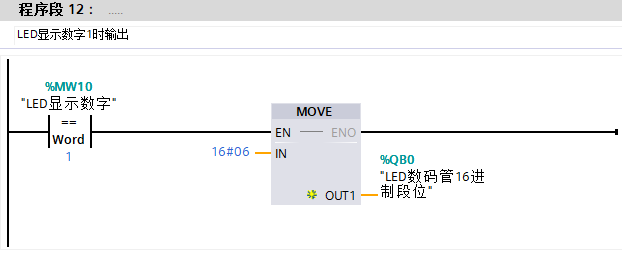 程序段 12： .....
LED显示数字1时输出
%MW10
"LED显示数字"
==
Word
1
MOVE
EN
ENO
16#06
IN
%QB0
"LED数码管16进
制段位"
OUT1